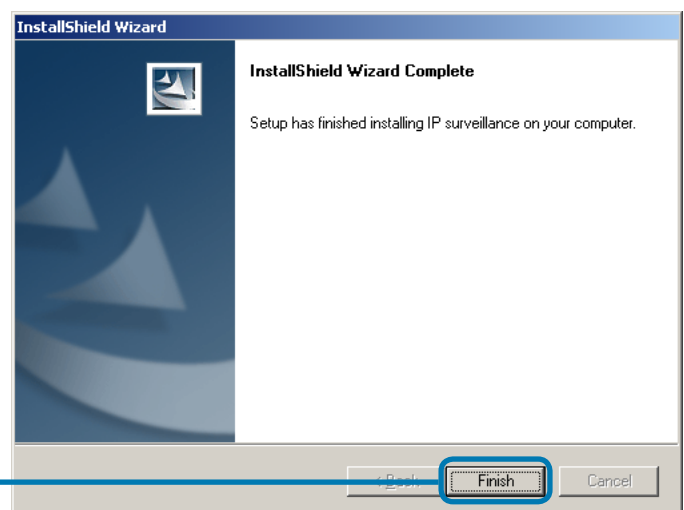 InstallShield Wizard
InstallShield Wizard Complete
Setup has finished installing IP surveillance on your computer.
< Back Finish Cancel